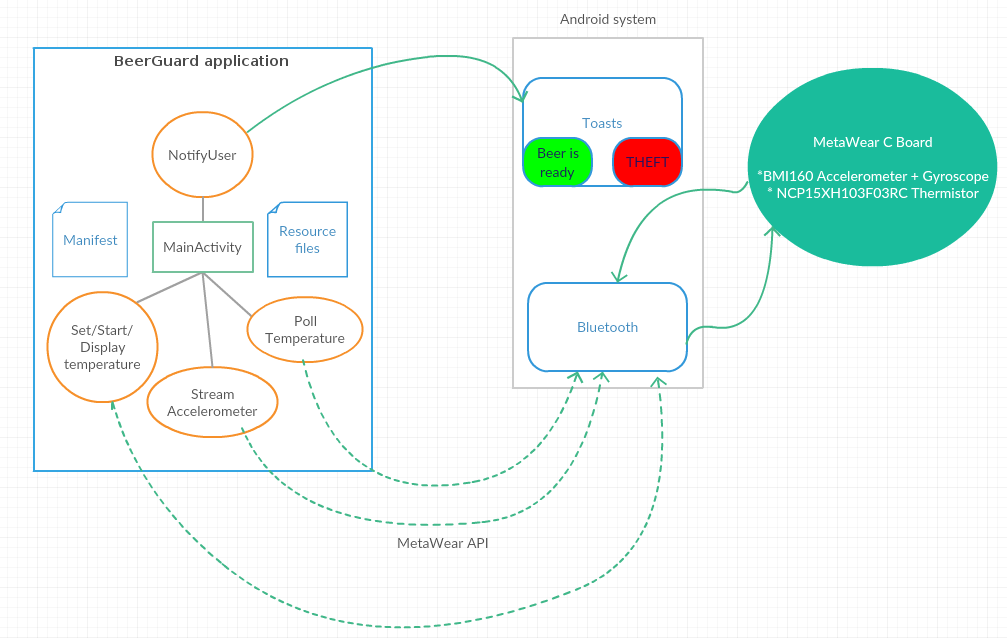 Android system
BeerGuard application
NotifyUser
Manifest
MainActivity
Resource
files
Set/Start/
Display
temperature
Poll
Temperature
Stream
Accelerometer
Toasts
Beer is
ready
THEFT
Bluetooth
MetaWear C Board
*BMI160 Accelerometer + Gyroscope
* NCP15XH103F03RC Thermistor
MetaWear API